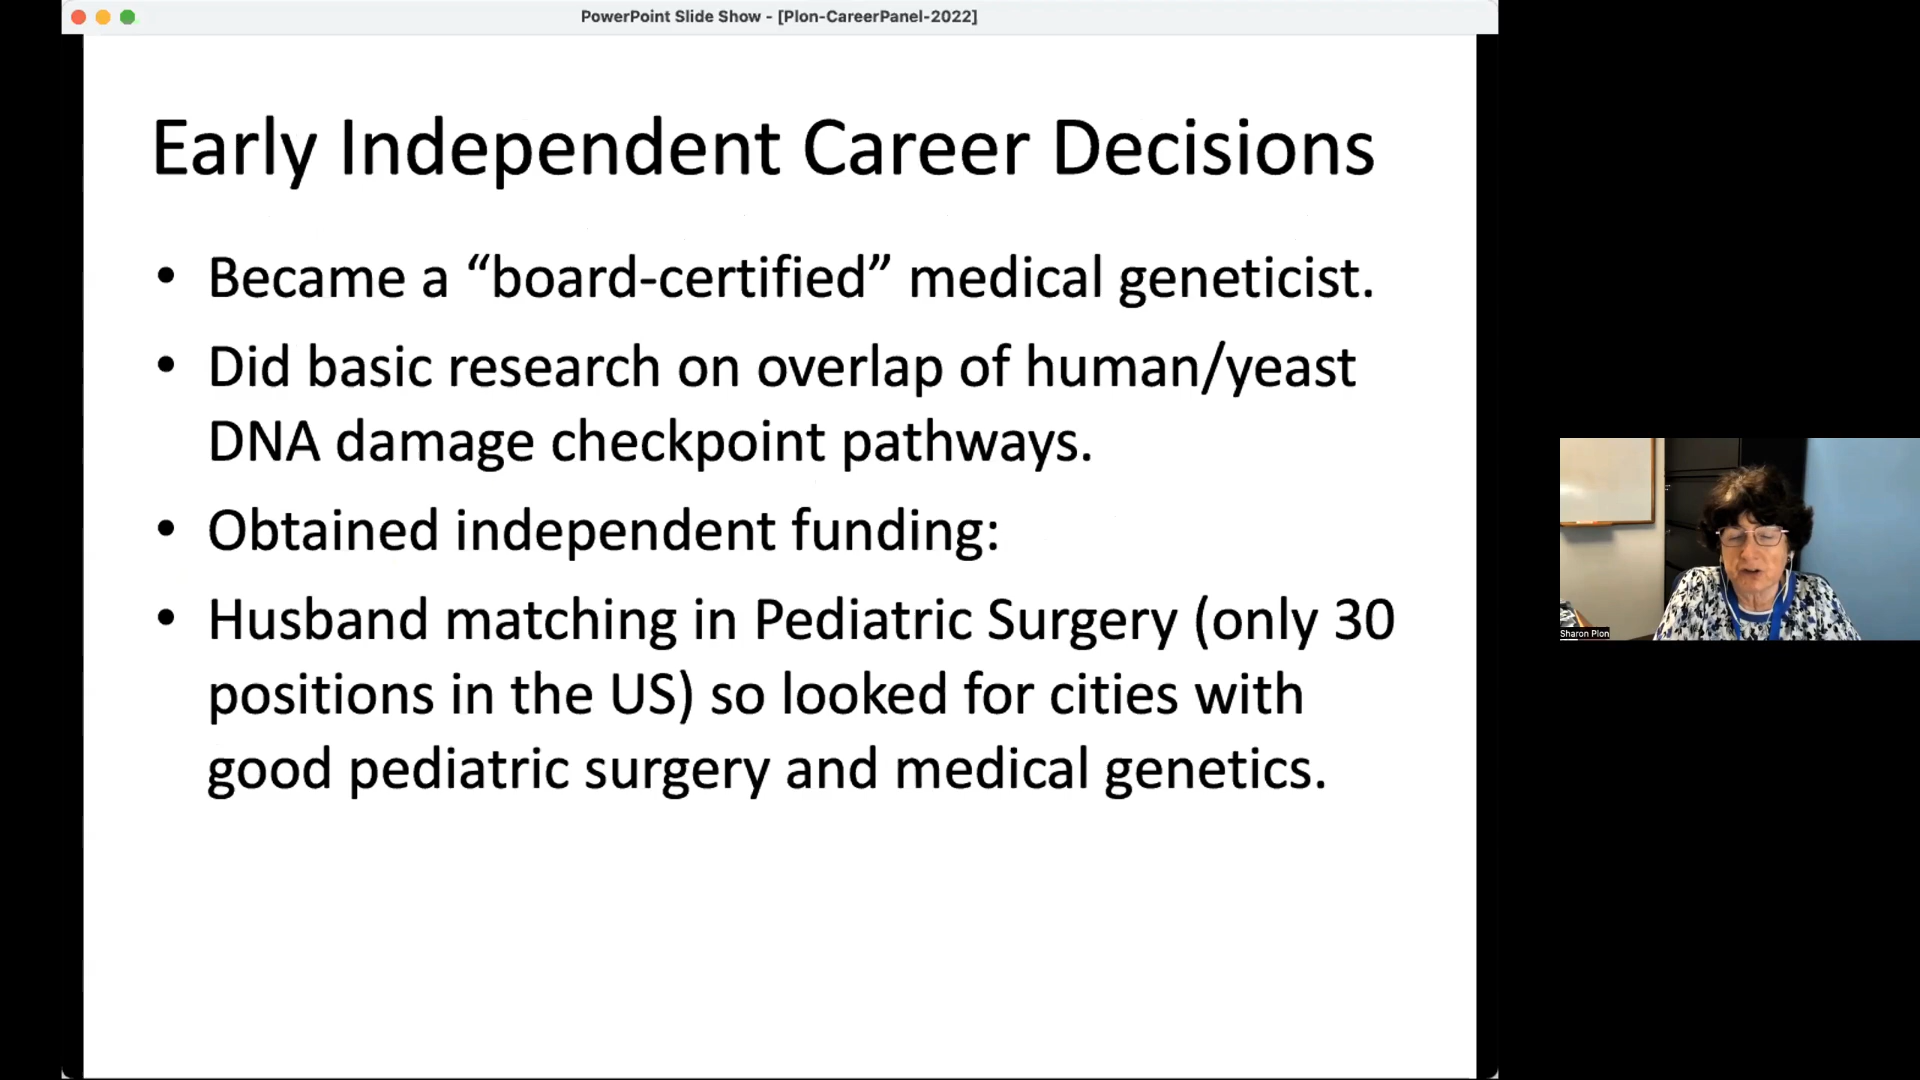 PowerPoint Slide Show - [Plon-CareerPanel-2022]
Early Independent Career Decisions
• Became a “board-certified” medical geneticist.
• Did basic research on overlap of human/yeast
DNA damage checkpoint pathways.
• Obtained independent funding:
• Husband matching in Pediatric Surgery (only 30
positions in the US) so looked for cities with
good pediatric surgery and medical genetics.
Sharon Plon